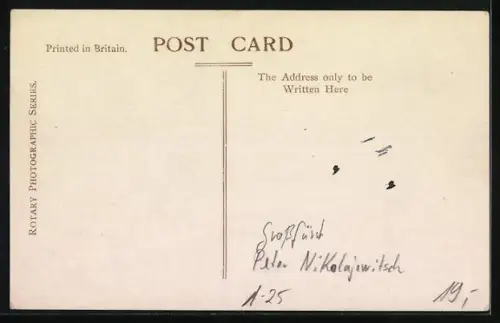 Printed in Britain.
POST CARD
The Address only to be
Written Here
ROTARY PHOTOGRAPHIC SERIES.
Großfürst
Peter Nikolajewitsch
A-25
19,-